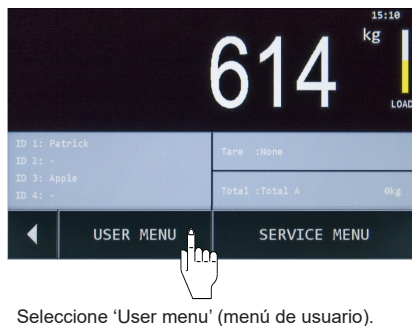 15:10
614 kg
LOAD
ID 1: Patrick
ID 2: -
ID 3: Apple
ID 4: -
Tare :None
Total :Total A 0kg
USER MENU
SERVICE MENU
Seleccione ‘User menu’ (menú de usuario).